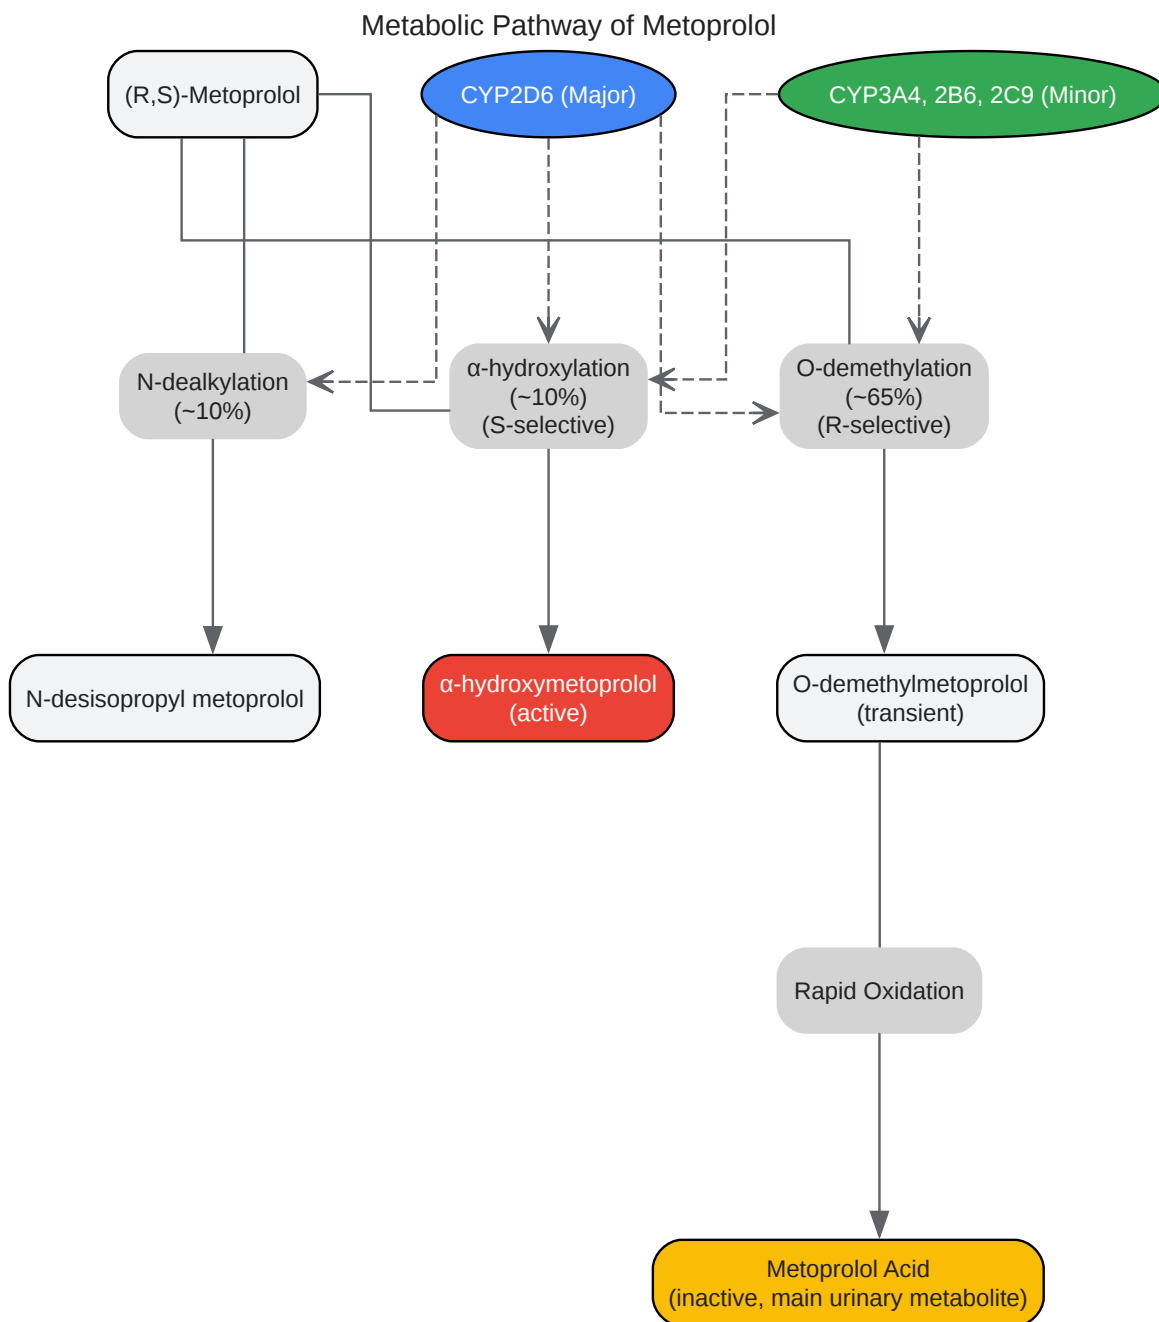 Metabolic Pathway of Metoprolol
(R,S)-Metoprolol
CYP2D6 (Major)
CYP3A4, 2B6, 2C9 (Minor)
N-dealkylation
(~10%)
α-hydroxylation
(~10%)
(S-selective)
O-demethylation
(~65%)
(R-selective)
N-desisopropyl metoprolol
α-hydroxymetoprolol
(active)
O-demethylmetoprolol
(transient)
Rapid Oxidation
Metoprolol Acid
(inactive, main urinary metabolite)